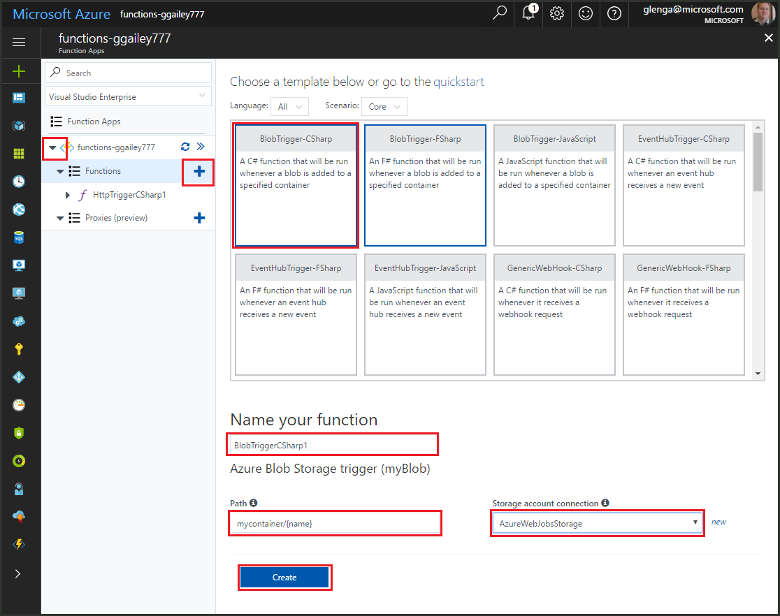 Microsoft Azure functions-ggailey777
1
glenga@microsoft.com
MICROSOFT
functions-ggailey777
Function Apps
Search
Visual Studio Enterprise
Function Apps
functions-ggailey777
Functions
HttpTriggerCSharp1
Proxies (preview)
Choose a template below or go to the quickstart
Language: All Scenario: Core
BlobTrigger-CSharp
A C# function that will be run
whenever a blob is added to a
specified container
BlobTrigger-FSharp
An F# function that will be run
whenever a blob is added to a
specified container
BlobTrigger-JavaScript
A JavaScript function that will be
run whenever a blob is added to a
specified container
EventHubTrigger-CSharp
A C# function that will be run
whenever an event hub
receives a new event
EventHubTrigger-FSharp
An F# function that will be run
whenever an event hub
receives a new event
EventHubTrigger-JavaScript
A JavaScript function that will be
run whenever an event hub
receives a new event
GenericWebHook-CSharp
A C# function that will be run
whenever it receives a
webhook request
GenericWebHook-FSharp
An F# function that will be run
whenever it receives a
webhook request
Name your function
BlobTriggerCSharp1
Azure Blob Storage trigger (myBlob)
Path
mycontainer/{name}
Storage account connection
AzureWebJobsStorage
new
Create